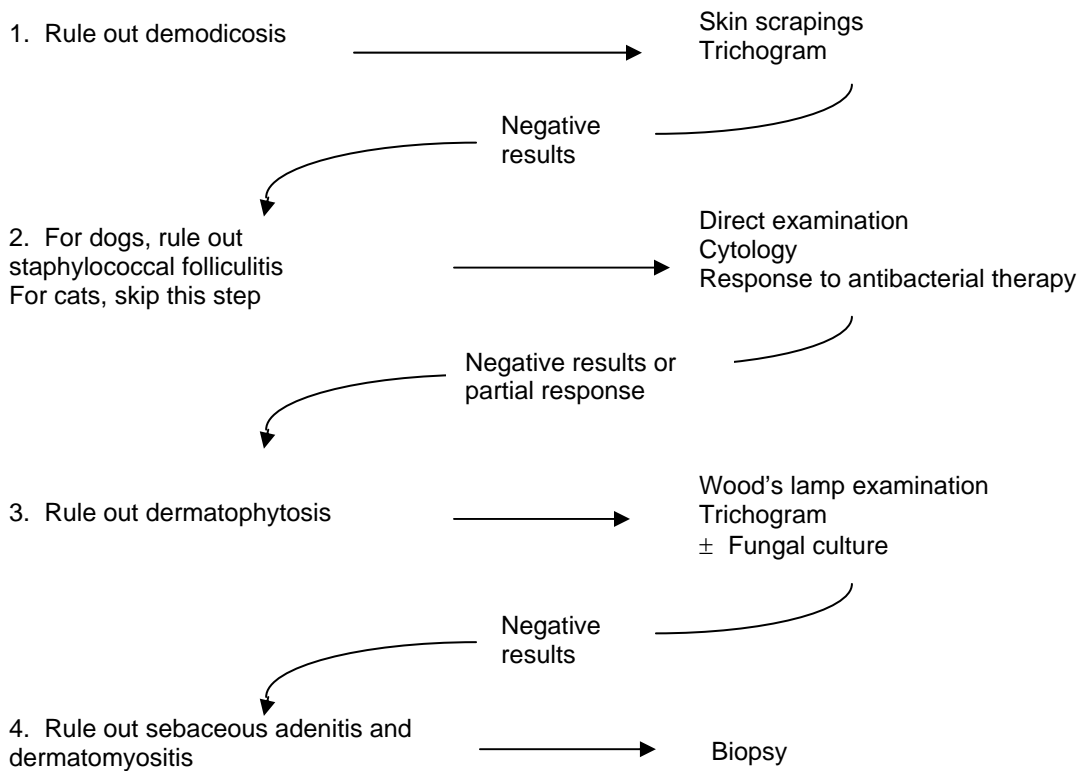 1. Rule out demodicosis
Skin scrapings
Trichogram
Negative
results
2. For dogs, rule out
staphylococcal folliculitis
For cats, skip this step
Direct examination
Cytology
Response to antibacterial therapy
Negative results or
partial response
3. Rule out dermatophytosis
Wood's lamp examination
Trichogram
± Fungal culture
Negative
results
4. Rule out sebaceous adenitis and
dermatomyositis
Biopsy